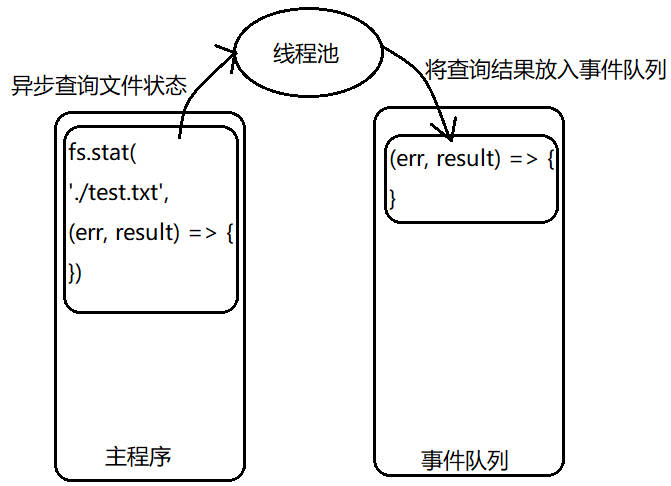 线程池
异步查询文件状态
将查询结果放入事件队列
fs.stat(
'./test.txt',
(err, result) => {
})
(err, result) => {
}
主程序
事件队列